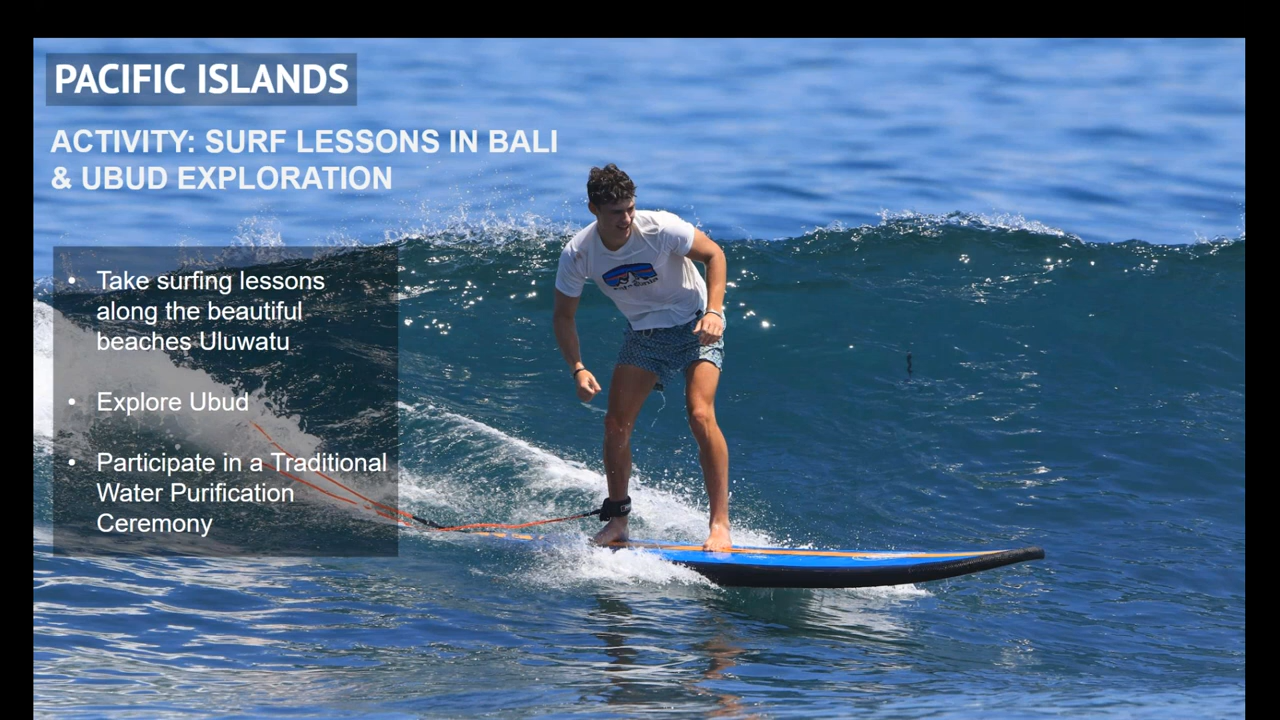 PACIFIC ISLANDS
ACTIVITY: SURF LESSONS IN BALI
& UBUD EXPLORATION
• Take surfing lessons
along the beautiful
beaches Uluwatu
• Explore Ubud
• Participate in a Traditional
Water Purification
Ceremony